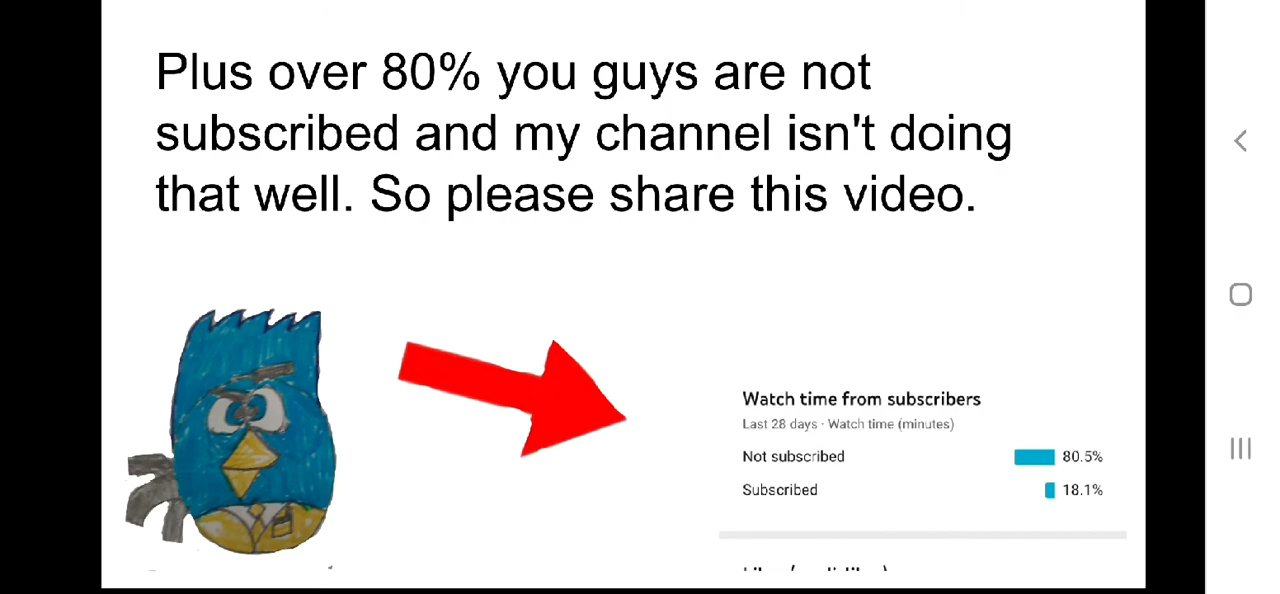 Plus over 80% you guys are not
subscribed and my channel isn't doing
that well. So please share this video.
Watch time from subscribers
Last 28 days · Watch time (minutes)
Not subscribed 80.5%
Subscribed 18.1%